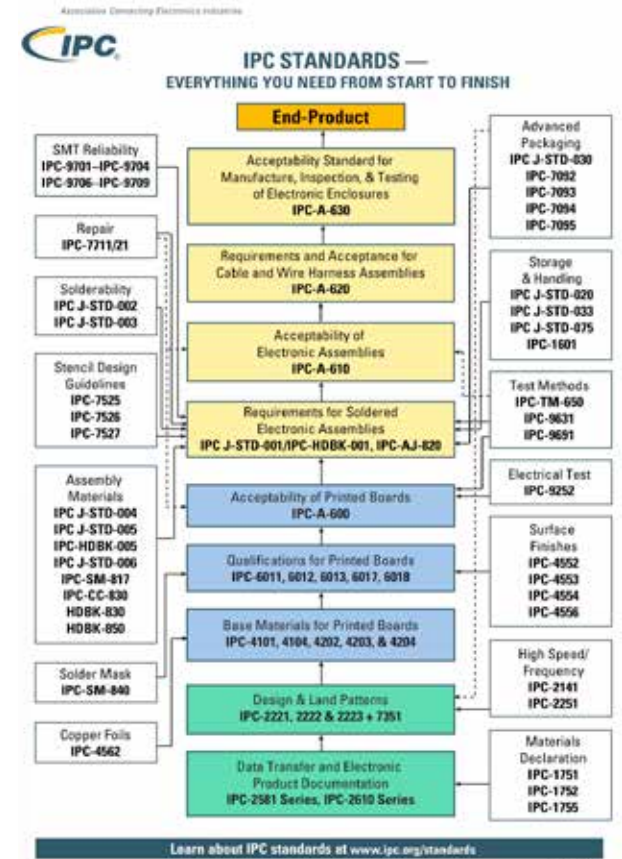 Association Connecting Electronics Industries
IPC
IPC STANDARDS —
EVERYTHING YOU NEED FROM START TO FINISH
End-Product
SMT Reliability
IPC-9701–IPC-9704
IPC-9706–IPC-9709
Repair
IPC-7711/21
Solderability
IPC J-STD-002
IPC J-STD-003
Stencil Design
Guidelines
IPC-7525
IPC-7526
IPC-7527
Assembly
Materials
IPC J-STD-004
IPC J-STD-005
IPC-HDBK-005
IPC J-STD-006
IPC-SM-817
IPC-CC-830
HDBK-830
HDBK-850
Solder Mask
IPC-SM-840
Copper Foils
IPC-4562
Acceptability Standard for
Manufacture, Inspection, & Testing
of Electronic Enclosures
IPC-A-630
Requirements and Acceptance for
Cable and Wire Harness Assemblies
IPC-A-620
Acceptability of
Electronic Assemblies
IPC-A-610
Requirements for Soldered
Electronic Assemblies
IPC J-STD-001/IPC-HDBK-001, IPC-AJ-820
Acceptability of Printed Boards
IPC-A-600
Qualifications for Printed Boards
IPC-6011, 6012, 6013, 6017, 6018
Base Materials for Printed Boards
IPC-4101, 4104, 4202, 4203, & 4204
Design & Land Patterns
IPC-2221, 2222 & 2223 + 7351
Data Transfer and Electronic
Product Documentation
IPC-2581 Series, IPC-2610 Series
Advanced
Packaging
IPC J-STD-030
IPC-7092
IPC-7093
IPC-7094
IPC-7095
Storage
& Handling
IPC J-STD-020
IPC J-STD-033
IPC J-STD-075
IPC-1601
Test Methods
IPC-TM-650
IPC-9631
IPC-9691
Electrical Test
IPC-9252
Surface
Finishes
IPC-4552
IPC-4553
IPC-4554
IPC-4556
High Speed/
Frequency
IPC-2141
IPC-2251
Materials
Declaration
IPC-1751
IPC-1752
IPC-1755
Learn about IPC standards at www.ipc.org/standards